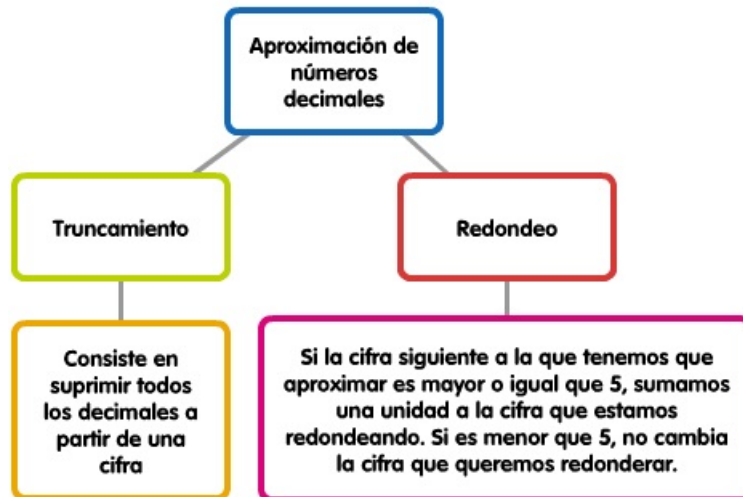 Aproximación de
números
decimales
Truncamiento
Redondeo
Consiste en
suprimir todos
los decimales a
partir de una
cifra
Si la cifra siguiente a la que tenemos que
aproximar es mayor o igual que 5, sumamos
una unidad a la cifra que estamos
redondeando. Si es menor que 5, no cambia
la cifra que queremos redonderar.